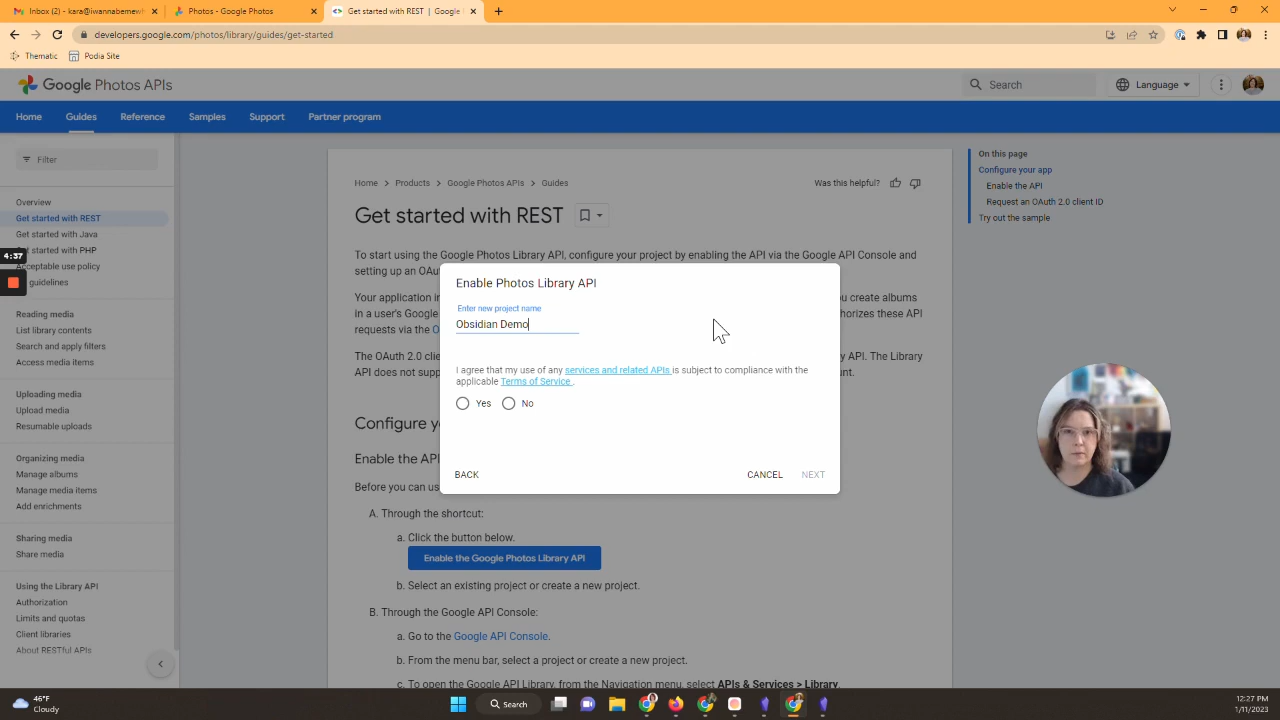 Inbox (2) - kara@iwannabemewh
Photos - Google Photos
Get started with REST | Google
developers.google.com/photos/library/guides/get-started
Thematic
Podia Site
Google Photos APIs
Search
Language
Home
Guides
Reference
Samples
Support
Partner program
Filter
Overview
Get started with REST
Get started with Java
t started with PHP
Acceptable use policy
guidelines
Reading media
List library contents
Search and apply filters
Access media items
Uploading media
Upload media
Resumable uploads
Organizing media
Manage albums
Manage media items
Add enrichments
Sharing media
Share media
Using the Library API
Authorization
Limits and quotas
Client libraries
About RESTful APIs
4:37
Home > Products > Google Photos APIs > Guides
Was this helpful?
Get started with REST
To start using the Google Photos Library API, configure your project by enabling the API via the Google API Console and
setting up an OAu
Your application in
ou create albums
in a user's Google
horizes these API
requests via the O
The OAuth 2.0 clie
API. The Library
API does not supp
nt.
Configure y
Enable the API
Before you can us
A. Through the shortcut:
a. Click the button below.
Enable the Google Photos Library API
b. Select an existing project or create a new project.
B. Through the Google API Console:
a. Go to the Google API Console.
b. From the menu bar, select a project or create a new project.
c. To open the Google API Library, from the Navigation menu, select APIs & Services > Library.
Enable Photos Library API
Enter new project name
Obsidian Demo
I agree that my use of any services and related APIs is subject to compliance with the
applicable Terms of Service .
Yes
No
BACK
CANCEL
NEXT
On this page
Configure your app
Enable the API
Request an OAuth 2.0 client ID
Try out the sample
46°F
Cloudy
Search
12:27 PM
1/11/2023